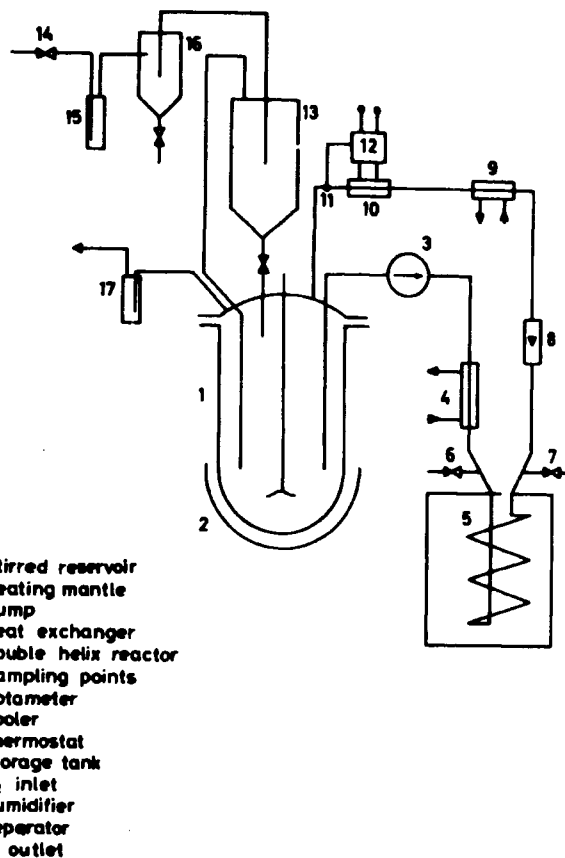 14
16
15
13
12
9
11
10
3
17
8
1
4
6
7
2
5
tirred reservoir
eating mantle
ump
eat exchanger
ouble helix reactor
ampling points
otameter
ooler
hermostat
torage tank
inlet
umidifier
eperator
outlet